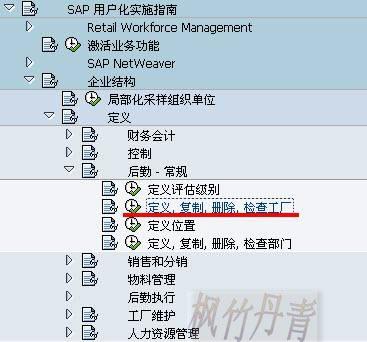 SAP 用户化实施指南
Retail Workforce Management
激活业务功能
SAP NetWeaver
企业结构
局部化采样组织单位
定义
财务会计
控制
后勤 - 常规
定义评估级别
定义, 复制, 删除, 检查工厂
定义位置
定义, 复制, 删除, 检查部门
销售和分销
物料管理
后勤执行
工厂维护
人力资源管理
枫竹丹青